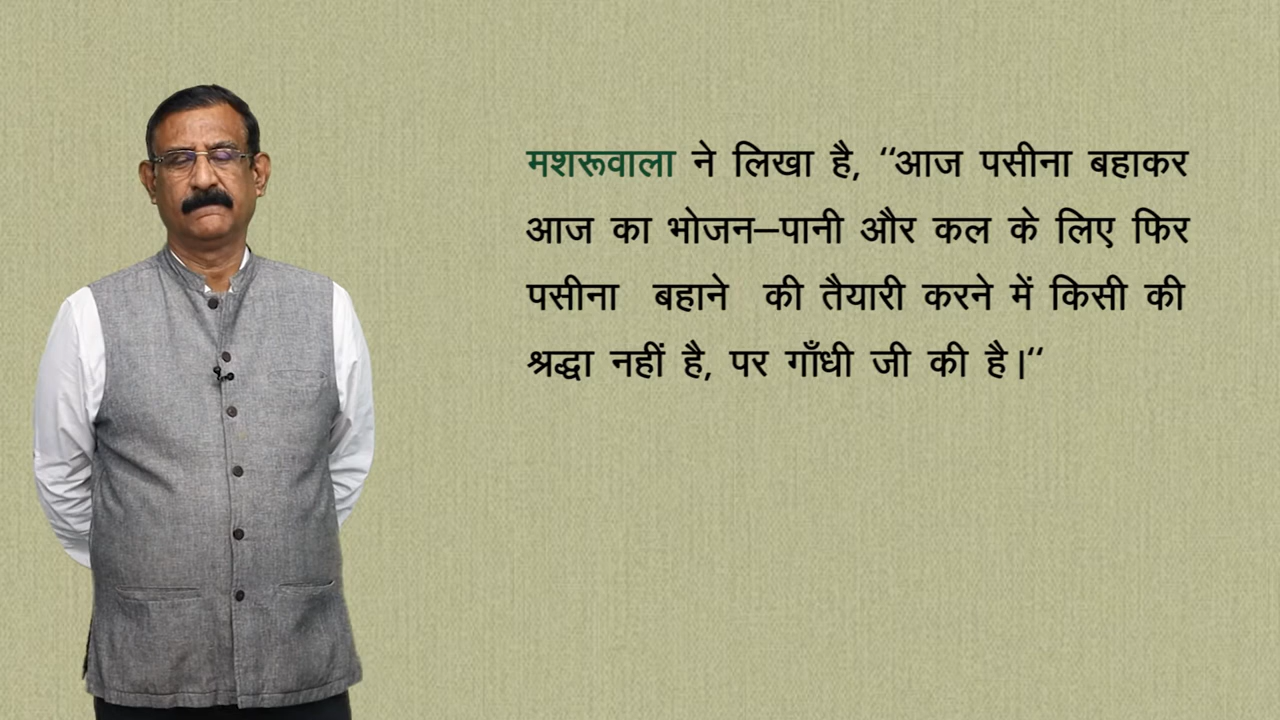 मशरूवाला ने लिखा है, “आज पसीना बहाकर
आज का भोजन–पानी और कल के लिए फिर
पसीना बहाने की तैयारी करने में किसी की
श्रद्धा नहीं है, पर गाँधी जी की है।“